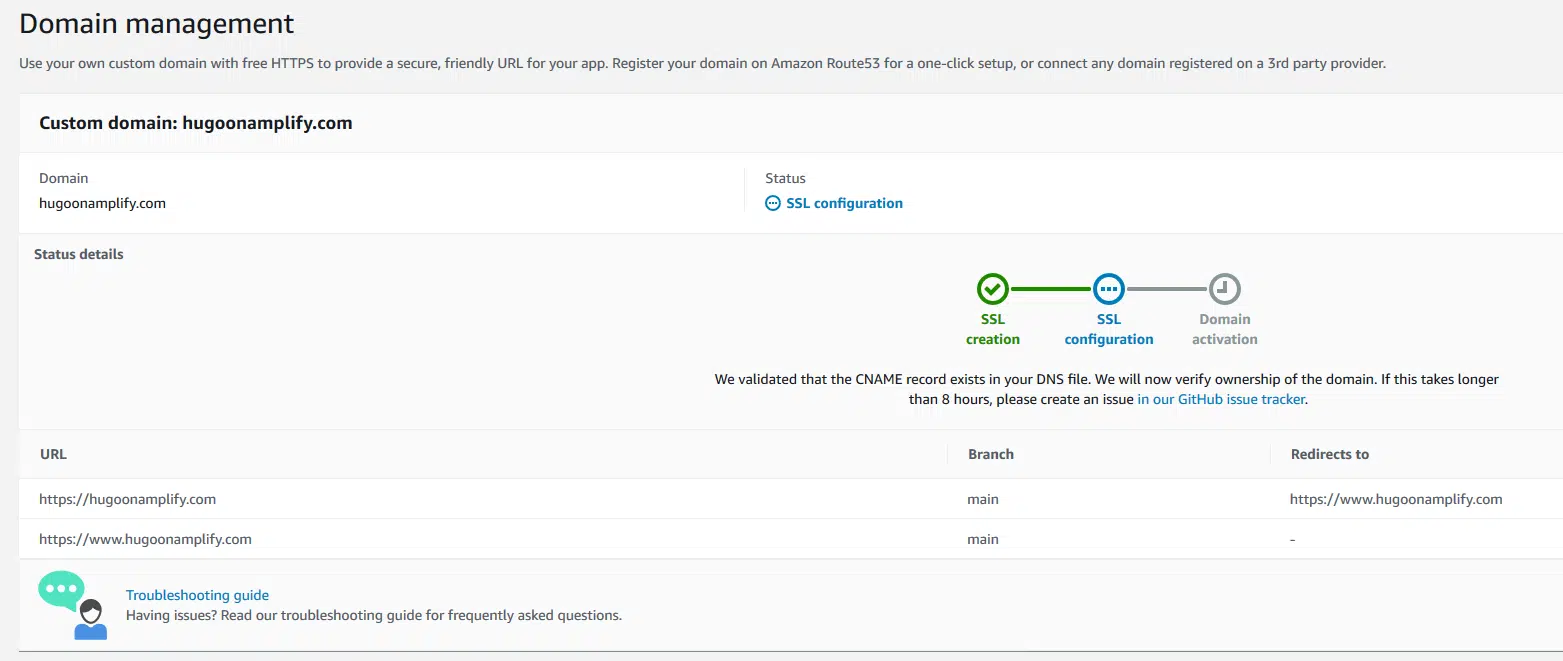 Domain management
Use your own custom domain with free HTTPS to provide a secure, friendly URL for your app. Register your domain on Amazon Route53 for a one-click setup, or connect any domain registered on a 3rd party provider.
Custom domain: hugoonamplify.com
Domain
hugoonamplify.com
Status
SSL configuration
Status details
SSL
creation
SSL
configuration
Domain
activation
We validated that the CNAME record exists in your DNS file. We will now verify ownership of the domain. If this takes longer
than 8 hours, please create an issue in our GitHub issue tracker.
URL Branch Redirects to
https://hugoonamplify.com main https://www.hugoonamplify.com
https://www.hugoonamplify.com main -
Troubleshooting guide
Having issues? Read our troubleshooting guide for frequently asked questions.